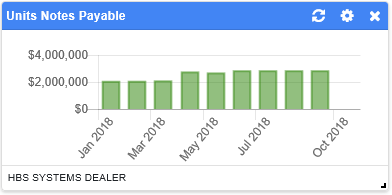 Units Notes Payable
$4,000,000
$2,000,000
$0
Jan 2018
Mar 2018
May 2018
Jul 2018
Oct 2018
HBS SYSTEMS DEALER